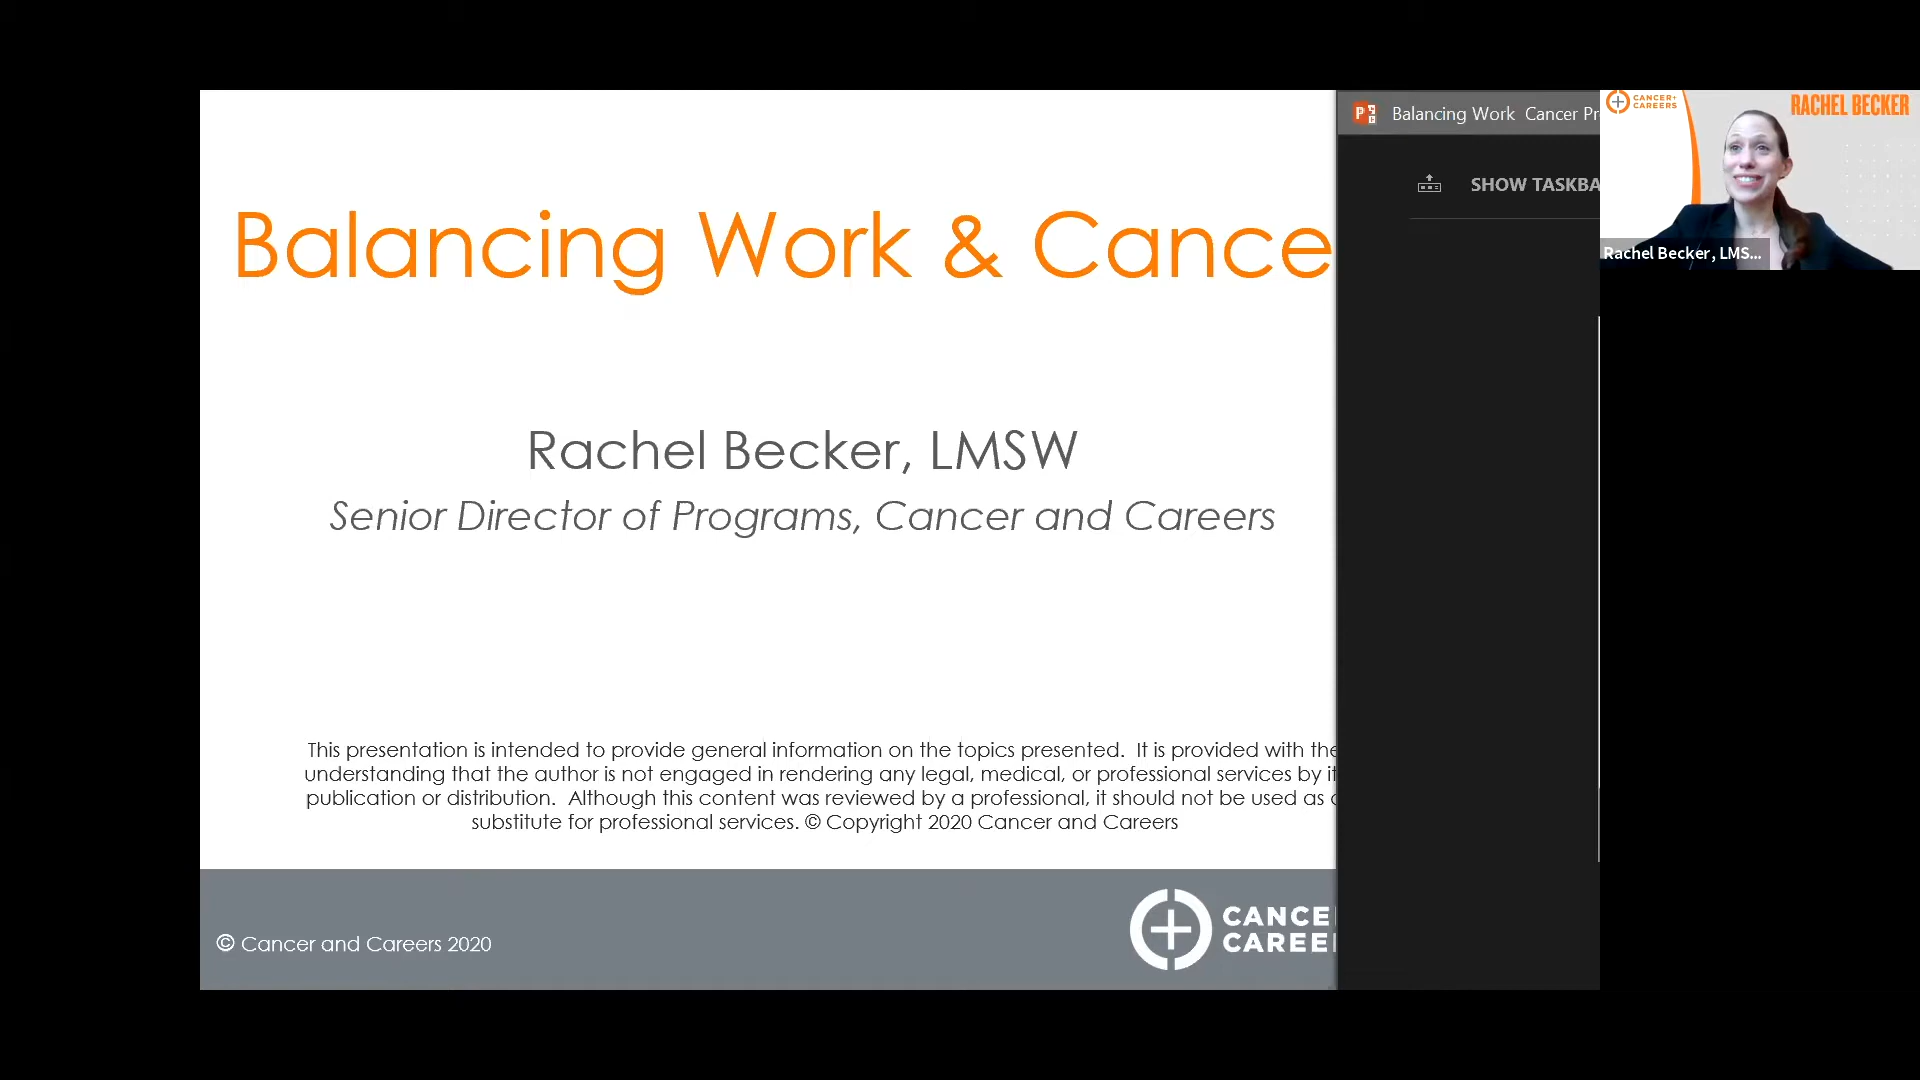 Balancing Work & Cance
Rachel Becker, LMSW
Senior Director of Programs, Cancer and Careers
This presentation is intended to provide general information on the topics presented. It is provided with the
understanding that the author is not engaged in rendering any legal, medical, or professional services by it
publication or distribution. Although this content was reviewed by a professional, it should not be used as
substitute for professional services. © Copyright 2020 Cancer and Careers
© Cancer and Careers 2020
CANCE
CAREE
Balancing Work Cancer Pr
SHOW TASKBA
CANCER+
CAREERS
RACHEL BECKER
Rachel Becker, LMS...